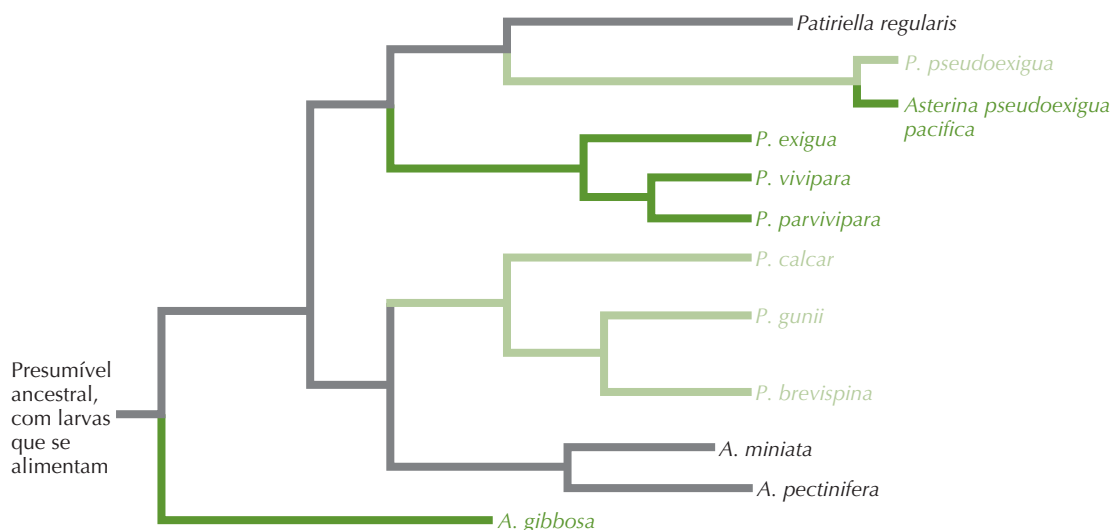 Patiriella regularis
P. pseudoexigua
Asterina pseudoexigua
pacifica
P. exigua
P. vivipara
P. parvivipara
P. calcar
P. gunii
P. brevispina
Presumível
ancestral,
com larvas
que se
alimentam
A. miniata
A. pectinifera
A. gibbosa